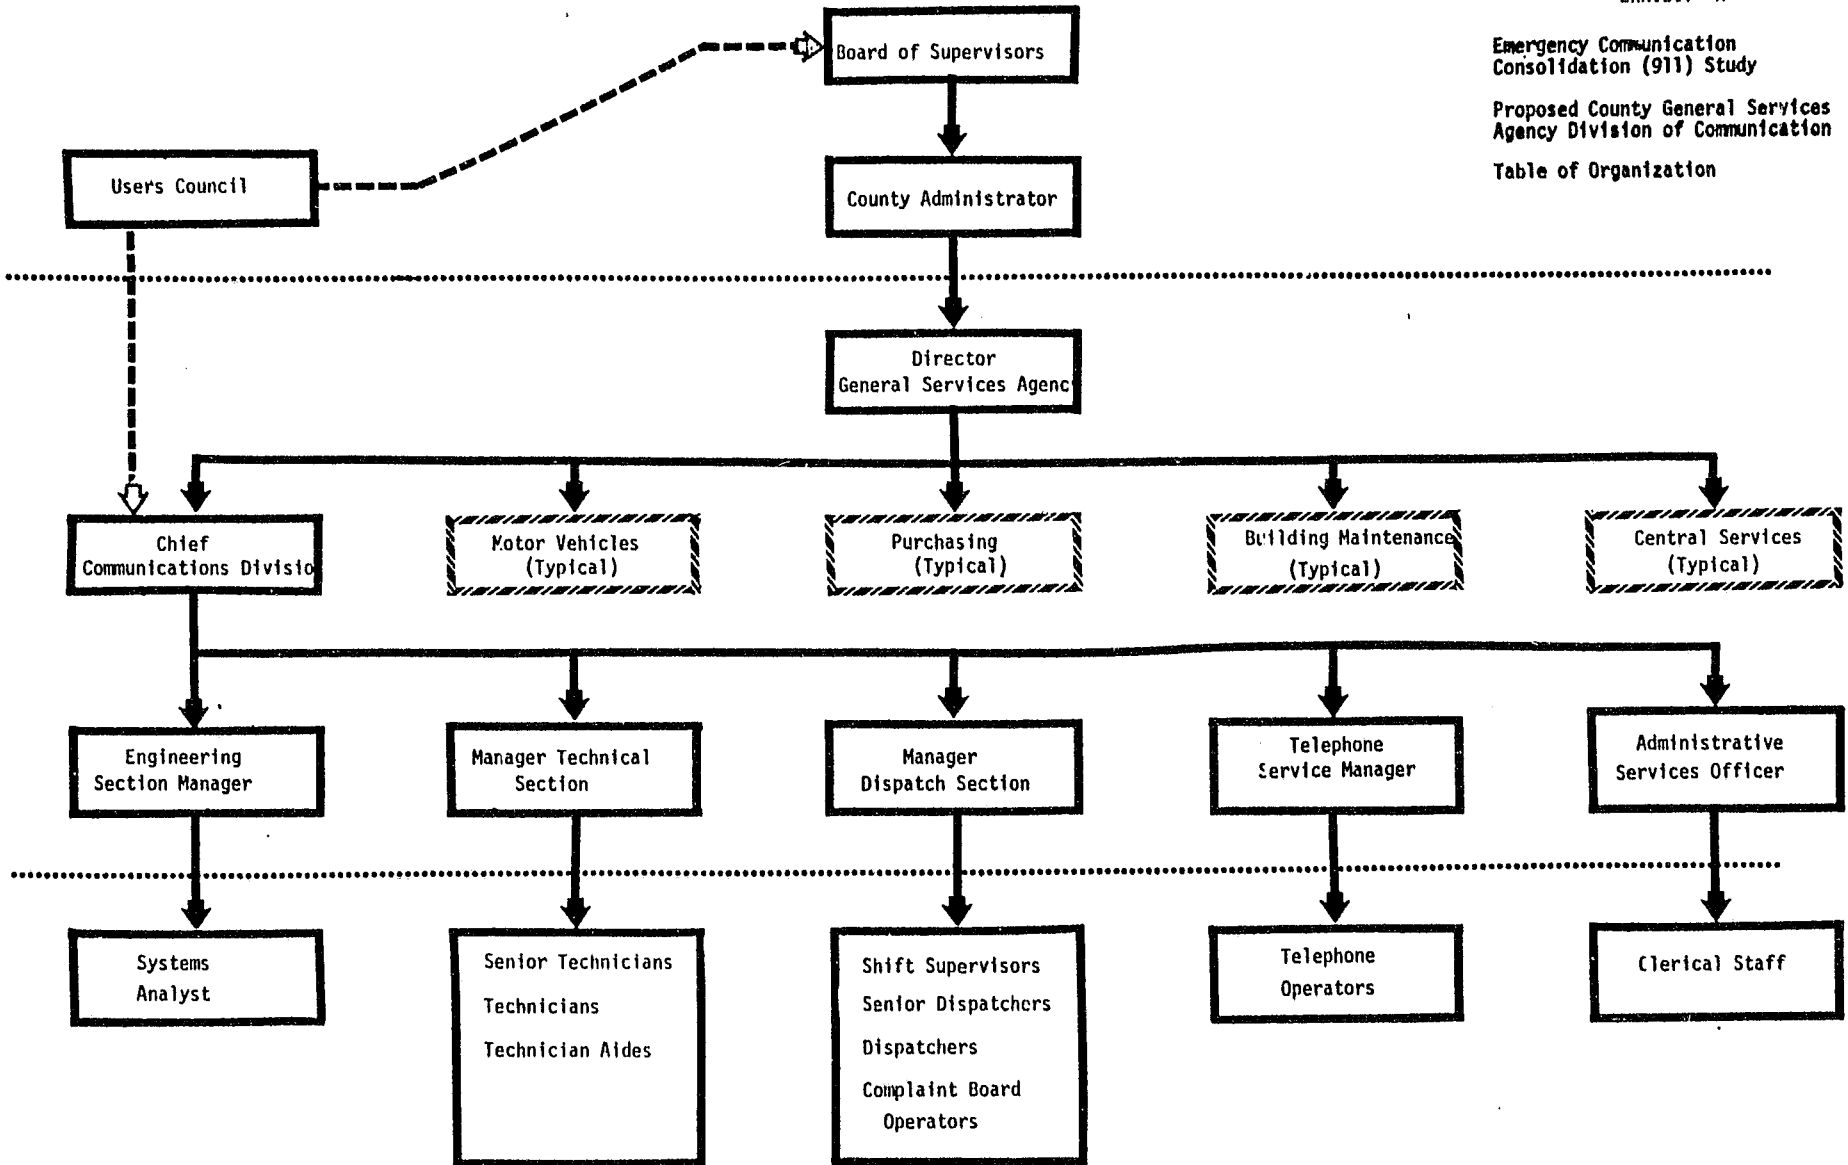 Emergency Communication
Consolidation (911) Study
Proposed County General Services
Agency Division of Communication
Table of Organization
Board of Supervisors
Users Council
County Administrator
Director
General Services Agenc
Chief
Communications Divisio
Motor Vehicles
(Typical)
Purchasing
(Typical)
Building Maintenance
(Typical)
Central Services
(Typical)
Engineering
Section Manager
Manager Technical
Section
Manager
Dispatch Section
Telephone
Service Manager
Administrative
Services Officer
Systems
Analyst
Senior Technicians
Technicians
Technician Aides
Shift Supervisors
Senior Dispatchers
Dispatchers
Complaint Board
Operators
Telephone
Operators
Clerical Staff